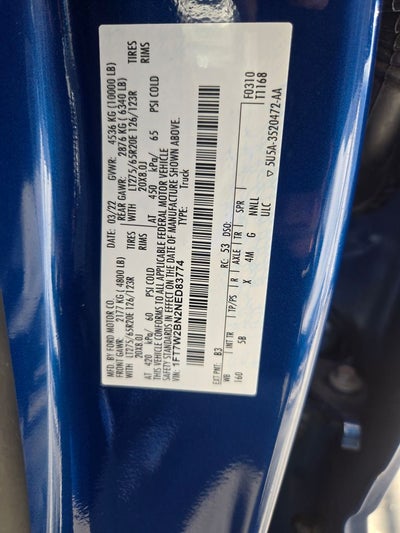 MFD. BY FORD MOTOR CO.
DATE: 03/22 GVWR: 4536 KG (10000 LB)
FRONT GAWR: 2177 KG (4800 LB) REAR GAWR: 2876 KG (6340 LB)
WITH LT275/65R20E 126/123R TIRES WITH LT275/65R20E 126/123R TIRES
20X8.0J RIMS 20X8.0J RIMS
AT 420 kPa/ 60 PSI COLD AT 450 kPa/ 65 PSI COLD
THIS VEHICLE CONFORMS TO ALL APPLICABLE FEDERAL MOTOR VEHICLE
SAFETY STANDARDS IN EFFECT ON THE DATE OF MANUFACTURE SHOWN ABOVE.
VIN: 1FT7W2BN2NED83774
TYPE: Truck
F0310
T1168
EXT PNT: B3 RC: 53 DSO:
WB INT TR TP/PS R AXLE TR SPR
160 5B X 4M G NNLL
ULC
5U5A-3520472-AA